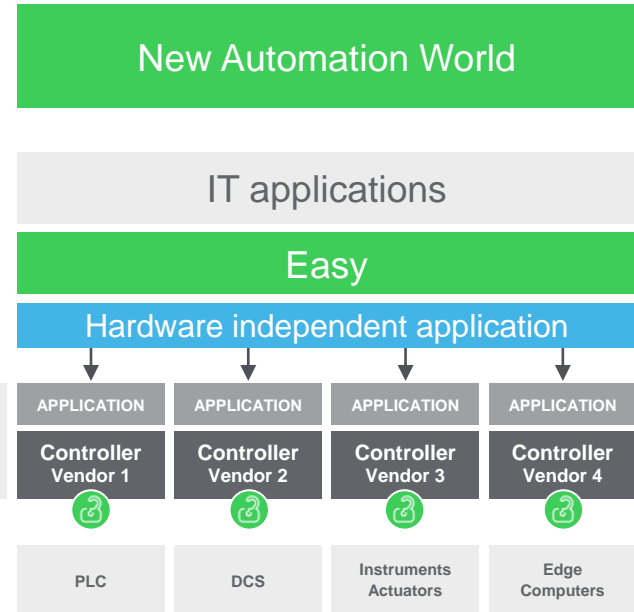 New Automation World
IT applications
Easy
Hardware independent application
APPLICATION APPLICATION APPLICATION APPLICATION
Controller Controller Controller Controller
Vendor 1 Vendor 2 Vendor 3 Vendor 4
PLC DCS Instruments Actuators Edge Computers